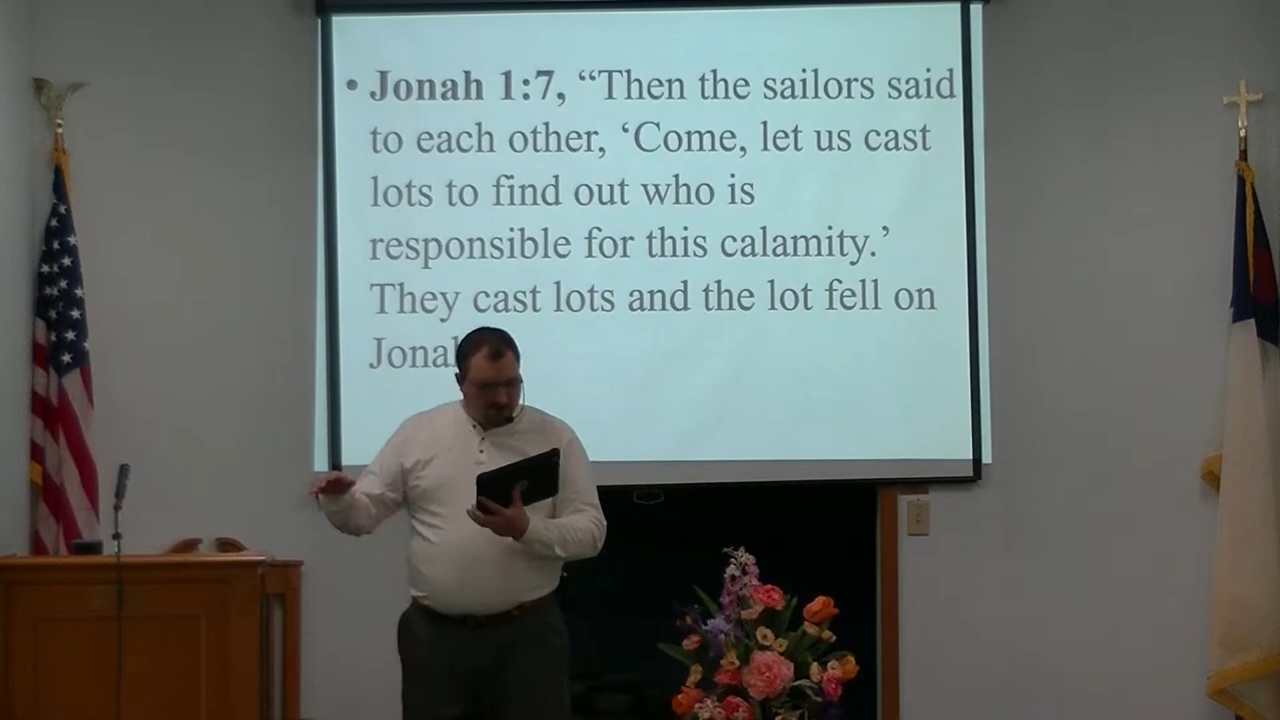 • Jonah 1:7, “Then the sailors said
to each other, ‘Come, let us cast
lots to find out who is
responsible for this calamity.’
They cast lots and the lot fell on